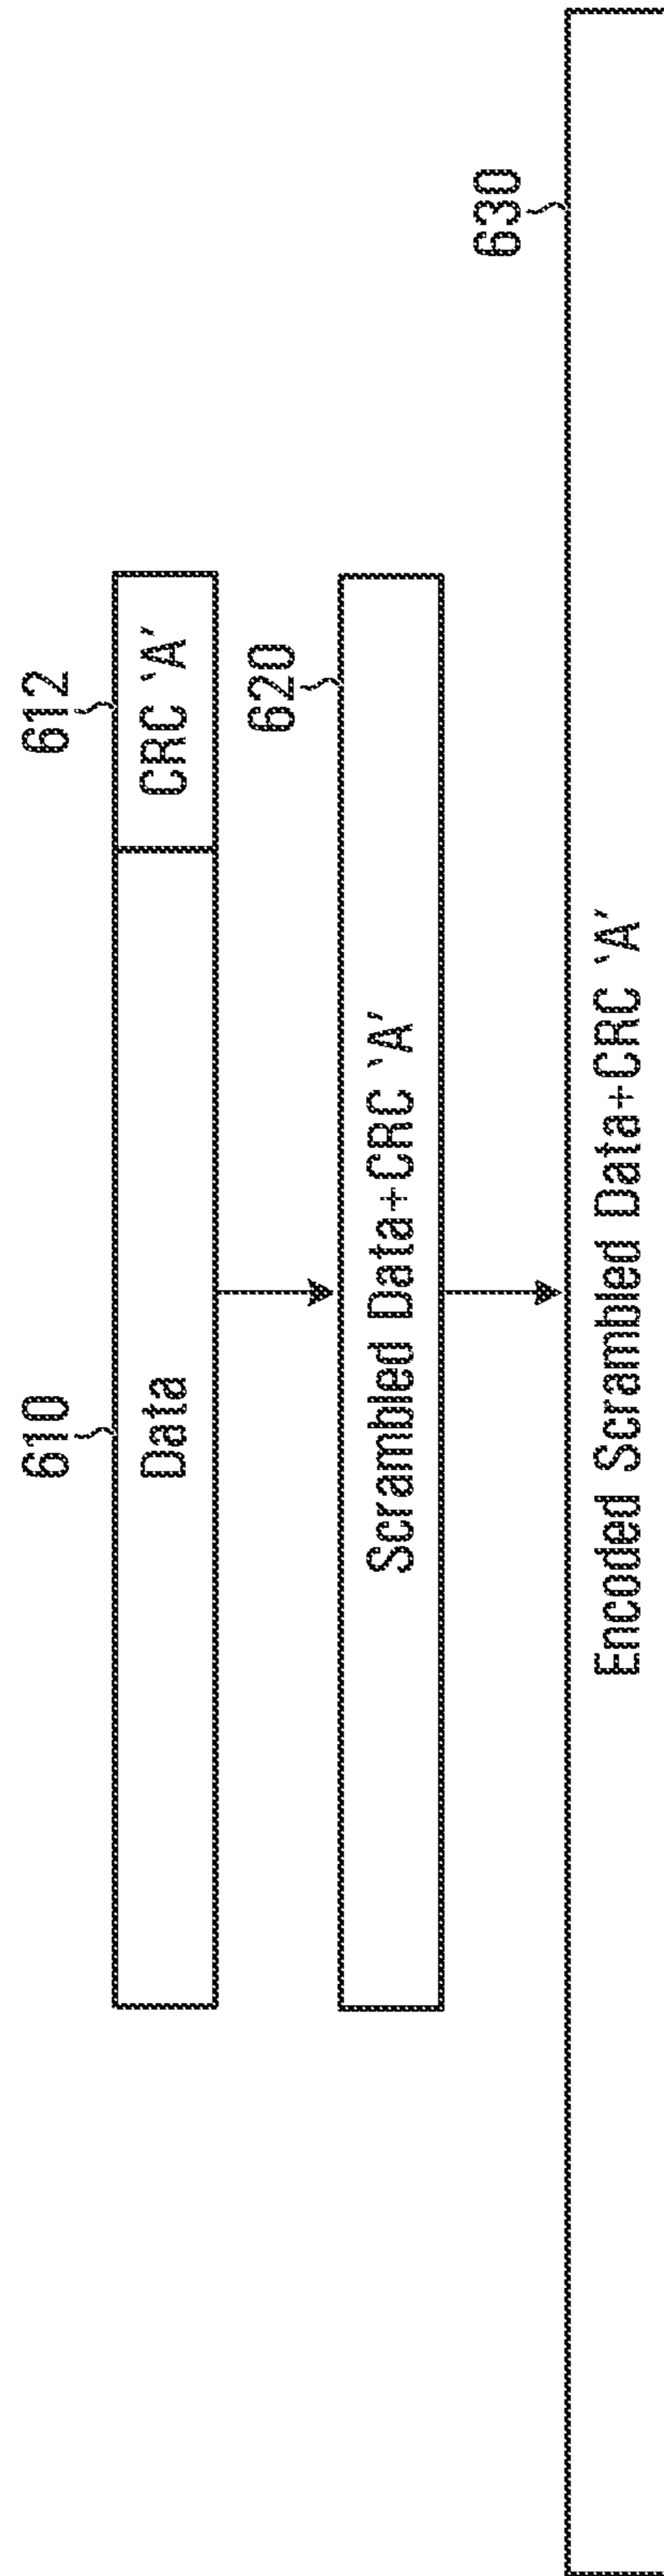 610
612
Data
CRC 'A'
620
Scrambled Data+CRC 'A'
630
Encoded Scrambled Data+CRC 'A'